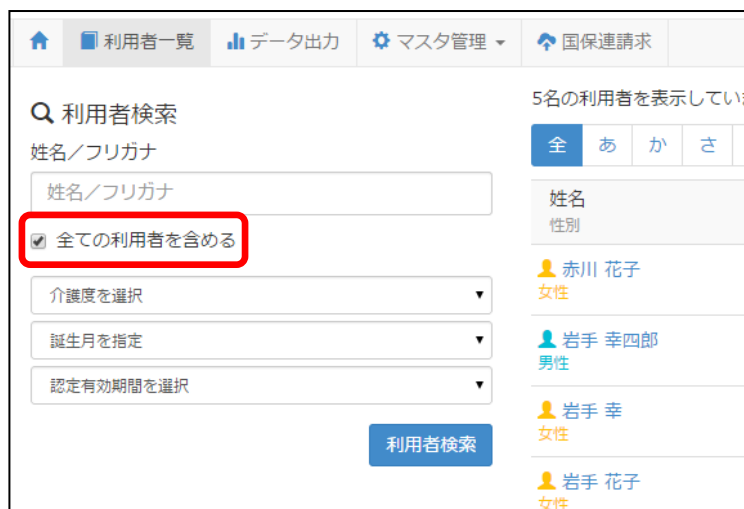 利用者一覧 データ出力 マスタ管理 国保連請求
利用者検索
姓名／フリガナ
姓名／フリガナ
全ての利用者を含める
介護度を選択
誕生月を指定
認定有効期間を選択
利用者検索
5名の利用者を表示してい
全 あ か さ
姓名
性別
赤川 花子
女性
岩手 幸四郎
男性
岩手 幸
女性
岩手 花子
女性